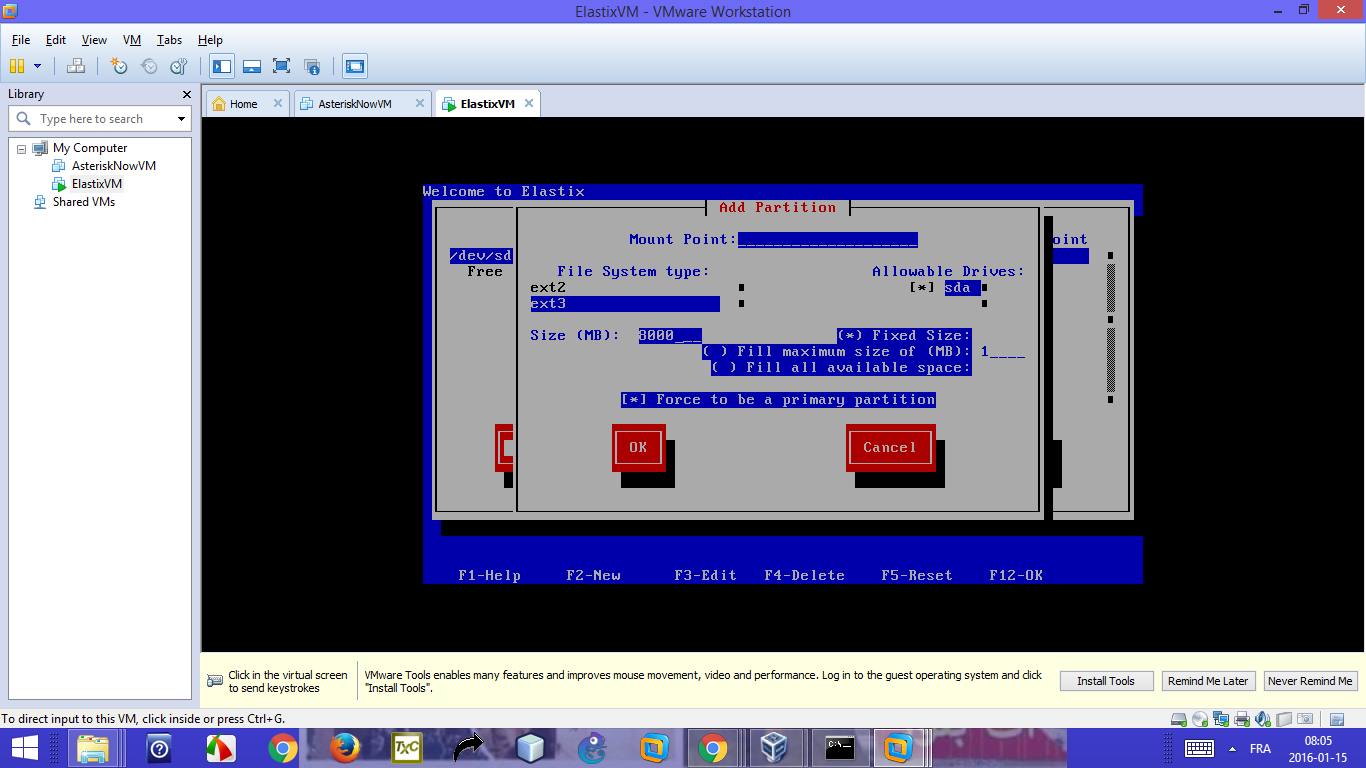 ElastixVM - VMware Workstation
File Edit View VM Tabs Help
Library
Type here to search
Home
AsteriskNowVM
ElastixVM
My Computer
AsteriskNowVM
ElastixVM
Shared VMs
Welcome to Elastix
Add Partition
Mount Point:_____________________
oint
/dev/sd
Free
File System type:
Allowable Drives:
ext2
[*] sda
ext3
Size (MB): 8000___
(*) Fixed Size:
( ) Fill maximum size of (MB): 1____
( ) Fill all available space:
[*] Force to be a primary partition
OK
Cancel
F1-Help F2-New F3-Edit F4-Delete F5-Reset F12-OK
Click in the virtual screen
to send keystrokes
VMware Tools enables many features and improves mouse movement, video and performance. Log in to the guest operating system and click
"Install Tools".
Install Tools
Remind Me Later
Never Remind Me
To direct input to this VM, click inside or press Ctrl+G.
TXC
C:\.
FRA
08:05
2016-01-15